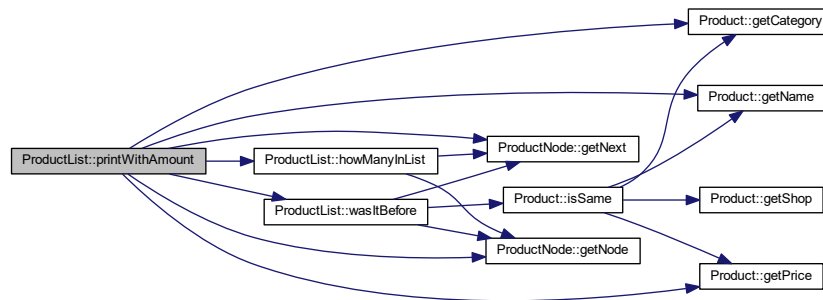 Product::getCategory
Product::getName
ProductNode::getNext
ProductList::printWithAmount
ProductList::howManyInList
Product::isSame
Product::getShop
ProductList::wasItBefore
ProductNode::getNode
Product::getPrice